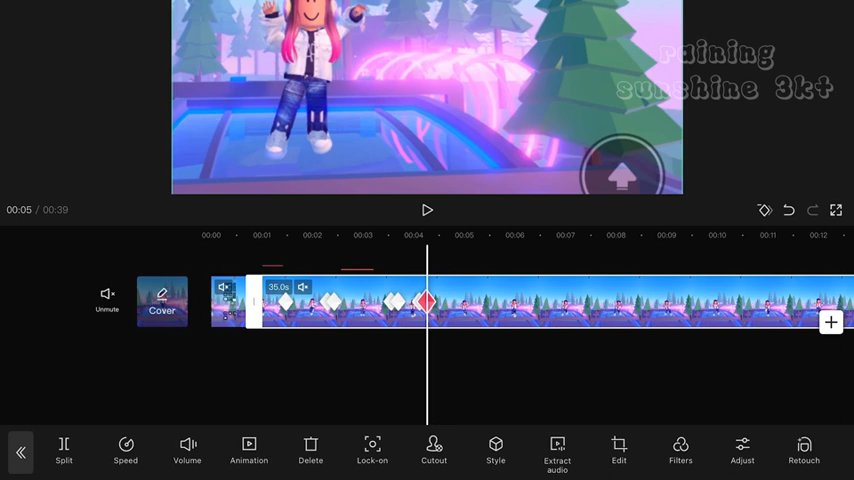 raining
sunshine 3k+
00:05 / 00:39
00:00 00:01 00:02 00:03 00:04 00:05 00:06 00:07 00:08 00:09 00:10 00:11 00:12
35.0s
Unmute
Cover
Split Speed Volume Animation Delete Lock-on Cutout Style Extract audio Edit Filters Adjust Retouch